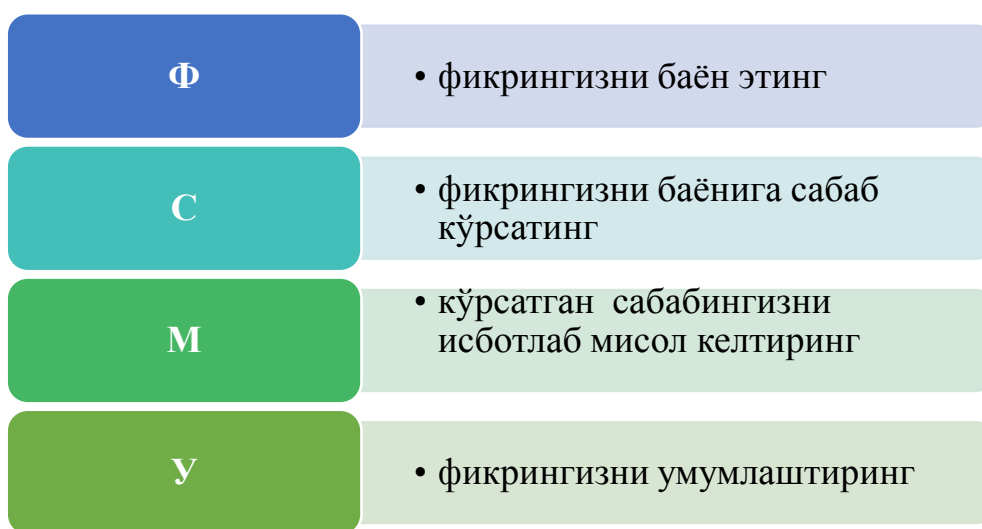 Ф
• фикрингизни баён этинг
С
• фикрингизни баёнига сабаб
кўрсатинг
М
• кўрсатган сабабингизни
исботлаб мисол келтиринг
У
• фикрингизни умумлаштиринг